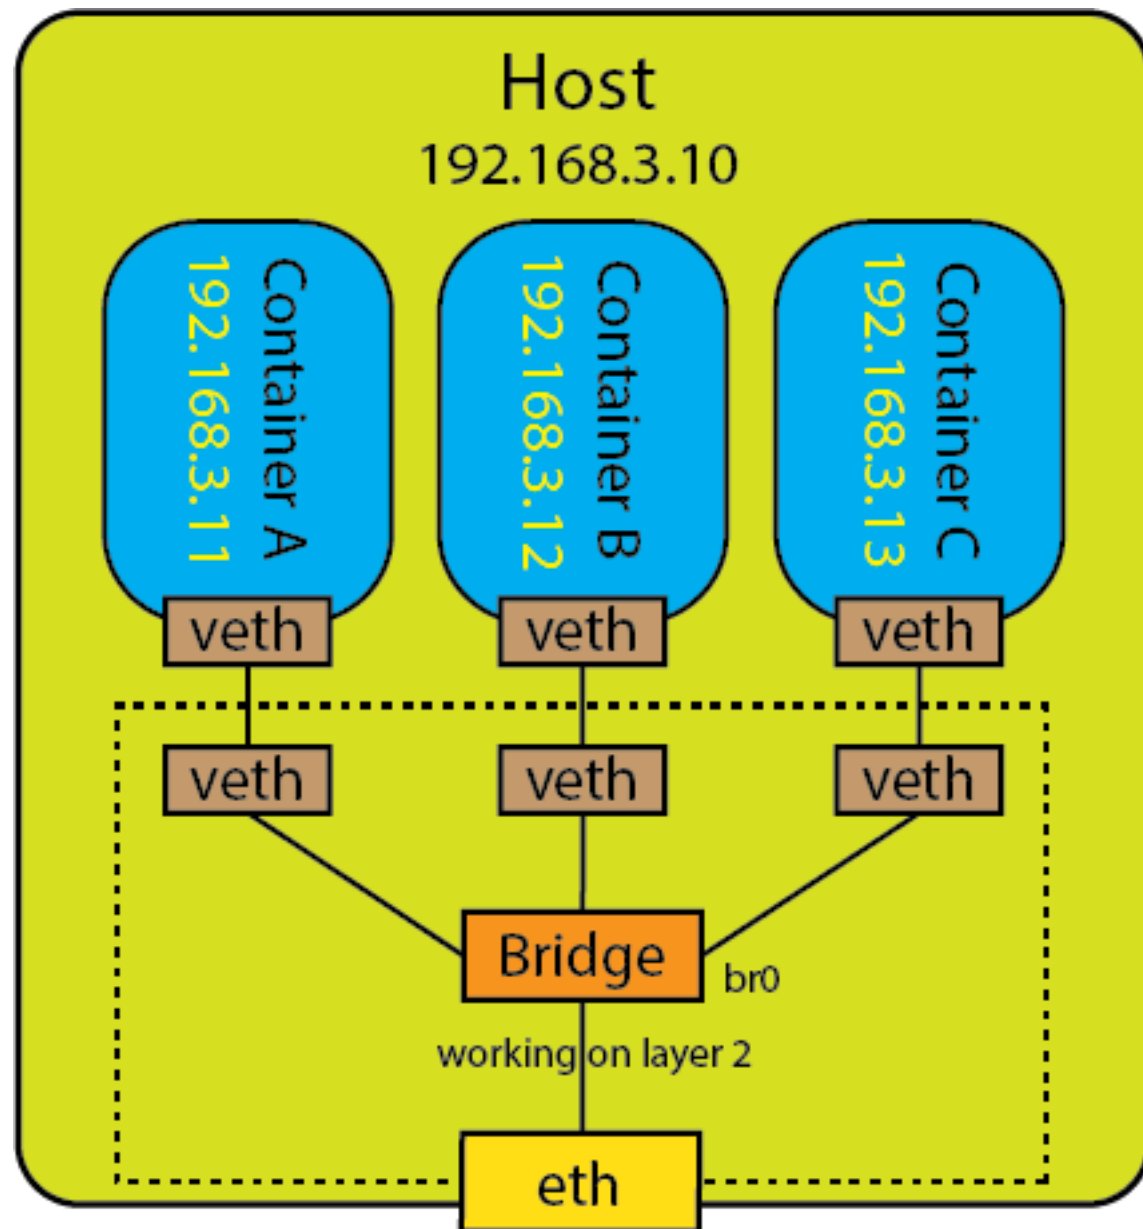 Host
192.168.3.10
Container A
192.168.3.11
Container B
192.168.3.12
Container C
192.168.3.13
veth
veth
veth
veth
veth
veth
Bridge
br0
working on layer 2
eth